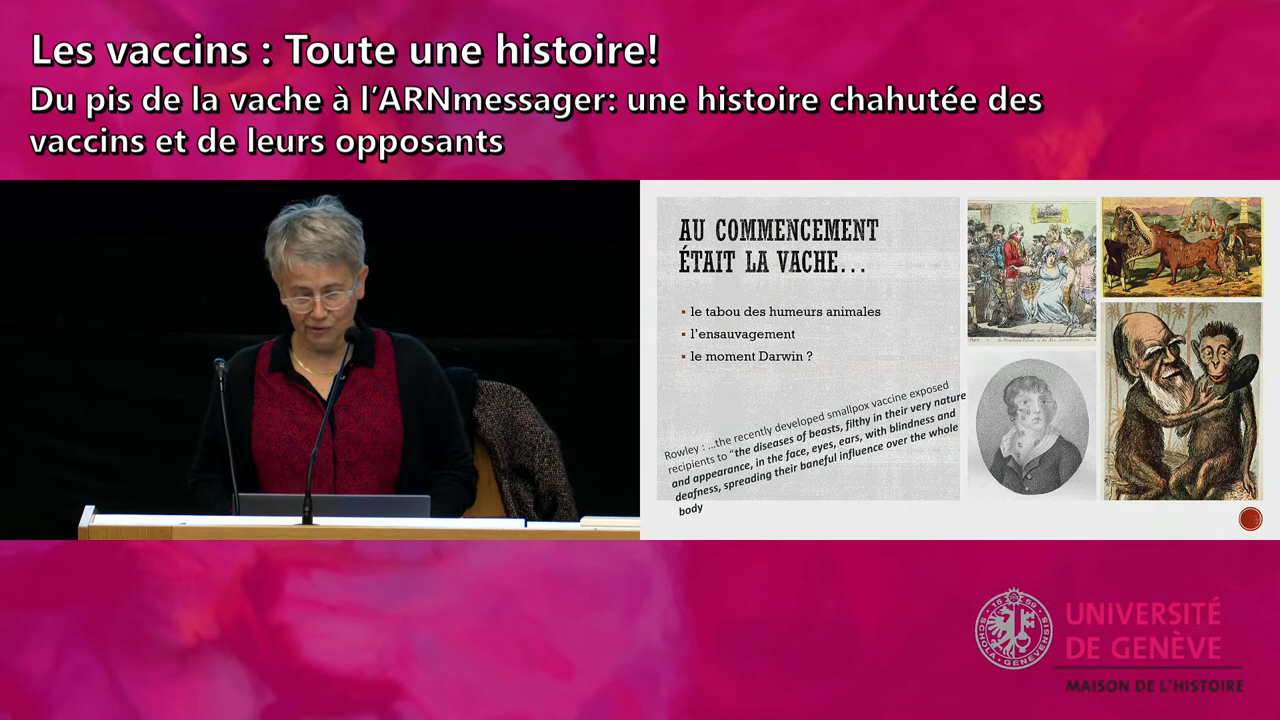 Les vaccins : Toute une histoire!
Du pis de la vache à l'ARNmessager: une histoire chahutée des
vaccins et de leurs opposants
AU COMMENCEMENT
ÉTAIT LA VACHE...
▪ le tabou des humeurs animales
▪ l'ensauvagement
▪ le moment Darwin ?
Rowley : ...the recently developed smallpox vaccine exposed
recipients to "the diseases of beasts, filthy in their very nature
and appearance, in the face, eyes, ears, with blindness and
deafness, spreading their baneful influence over the whole
body
15 59
SCHOLA GENEVENSIS
UNIVERSITÉ
DE GENÈVE
MAISON DE L'HISTOIRE